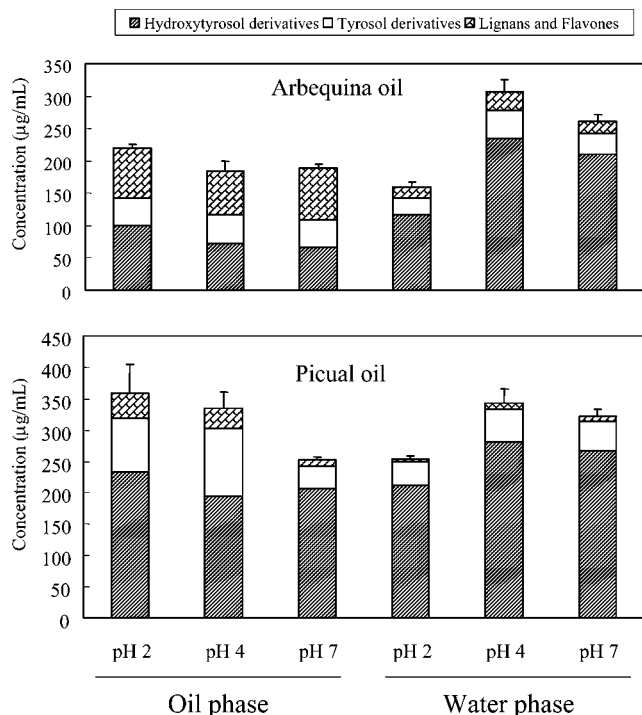 Hydroxytyrosol derivatives Tyrosol derivatives Lignans and Flavones
Arbequina oil
Concentration (µg/mL)
350
300
250
200
150
100
50
0
Picual oil
Concentration (µg/mL)
450
400
350
300
250
200
150
100
50
0
pH 2 pH 4 pH 7 pH 2 pH 4 pH 7
Oil phase Water phase